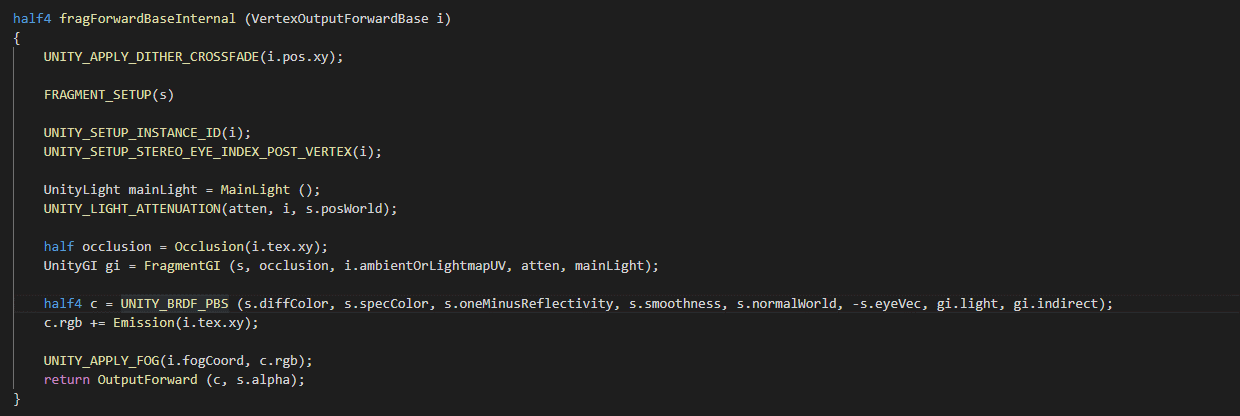 half4 fragForwardBaseInternal (VertexOutputForwardBase i)
{
    UNITY_APPLY_DITHER_CROSSFADE(i.pos.xy);
    FRAGMENT_SETUP(s)
    UNITY_SETUP_INSTANCE_ID(i);
    UNITY_SETUP_STEREO_EYE_INDEX_POST_VERTEX(i);
    UnityLight mainLight = MainLight ();
    UNITY_LIGHT_ATTENUATION(atten, i, s.posWorld);
    half occlusion = Occlusion(i.tex.xy);
    UnityGI gi = FragmentGI (s, occlusion, i.ambientOrLightmapUV, atten, mainLight);
    half4 c = UNITY_BRDF_PBS (s.diffColor, s.specColor, s.oneMinusReflectivity, s.smoothness, s.normalWorld, -s.eyeVec, gi.light, gi.indirect);
    c.rgb += Emission(i.tex.xy);
    UNITY_APPLY_FOG(i.fogCoord, c.rgb);
    return OutputForward (c, s.alpha);
}